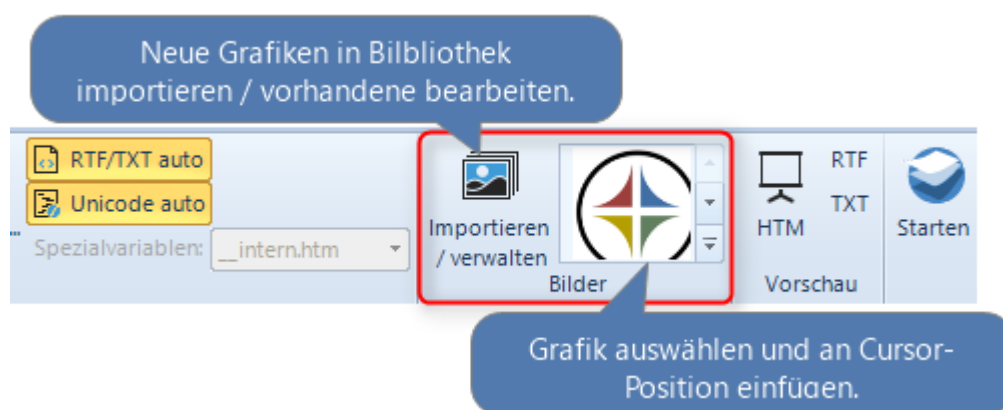 Neue Grafiken in Bilbliothek
importieren / vorhandene bearbeiten.
RTF/TXT auto
Unicode auto
Spezialvariablen: __intern.htm
Importieren
/ verwalten
Bilder
HTM
RTF
TXT
Vorschau
Starten
Grafik auswählen und an Cursor-
Position einfügen.